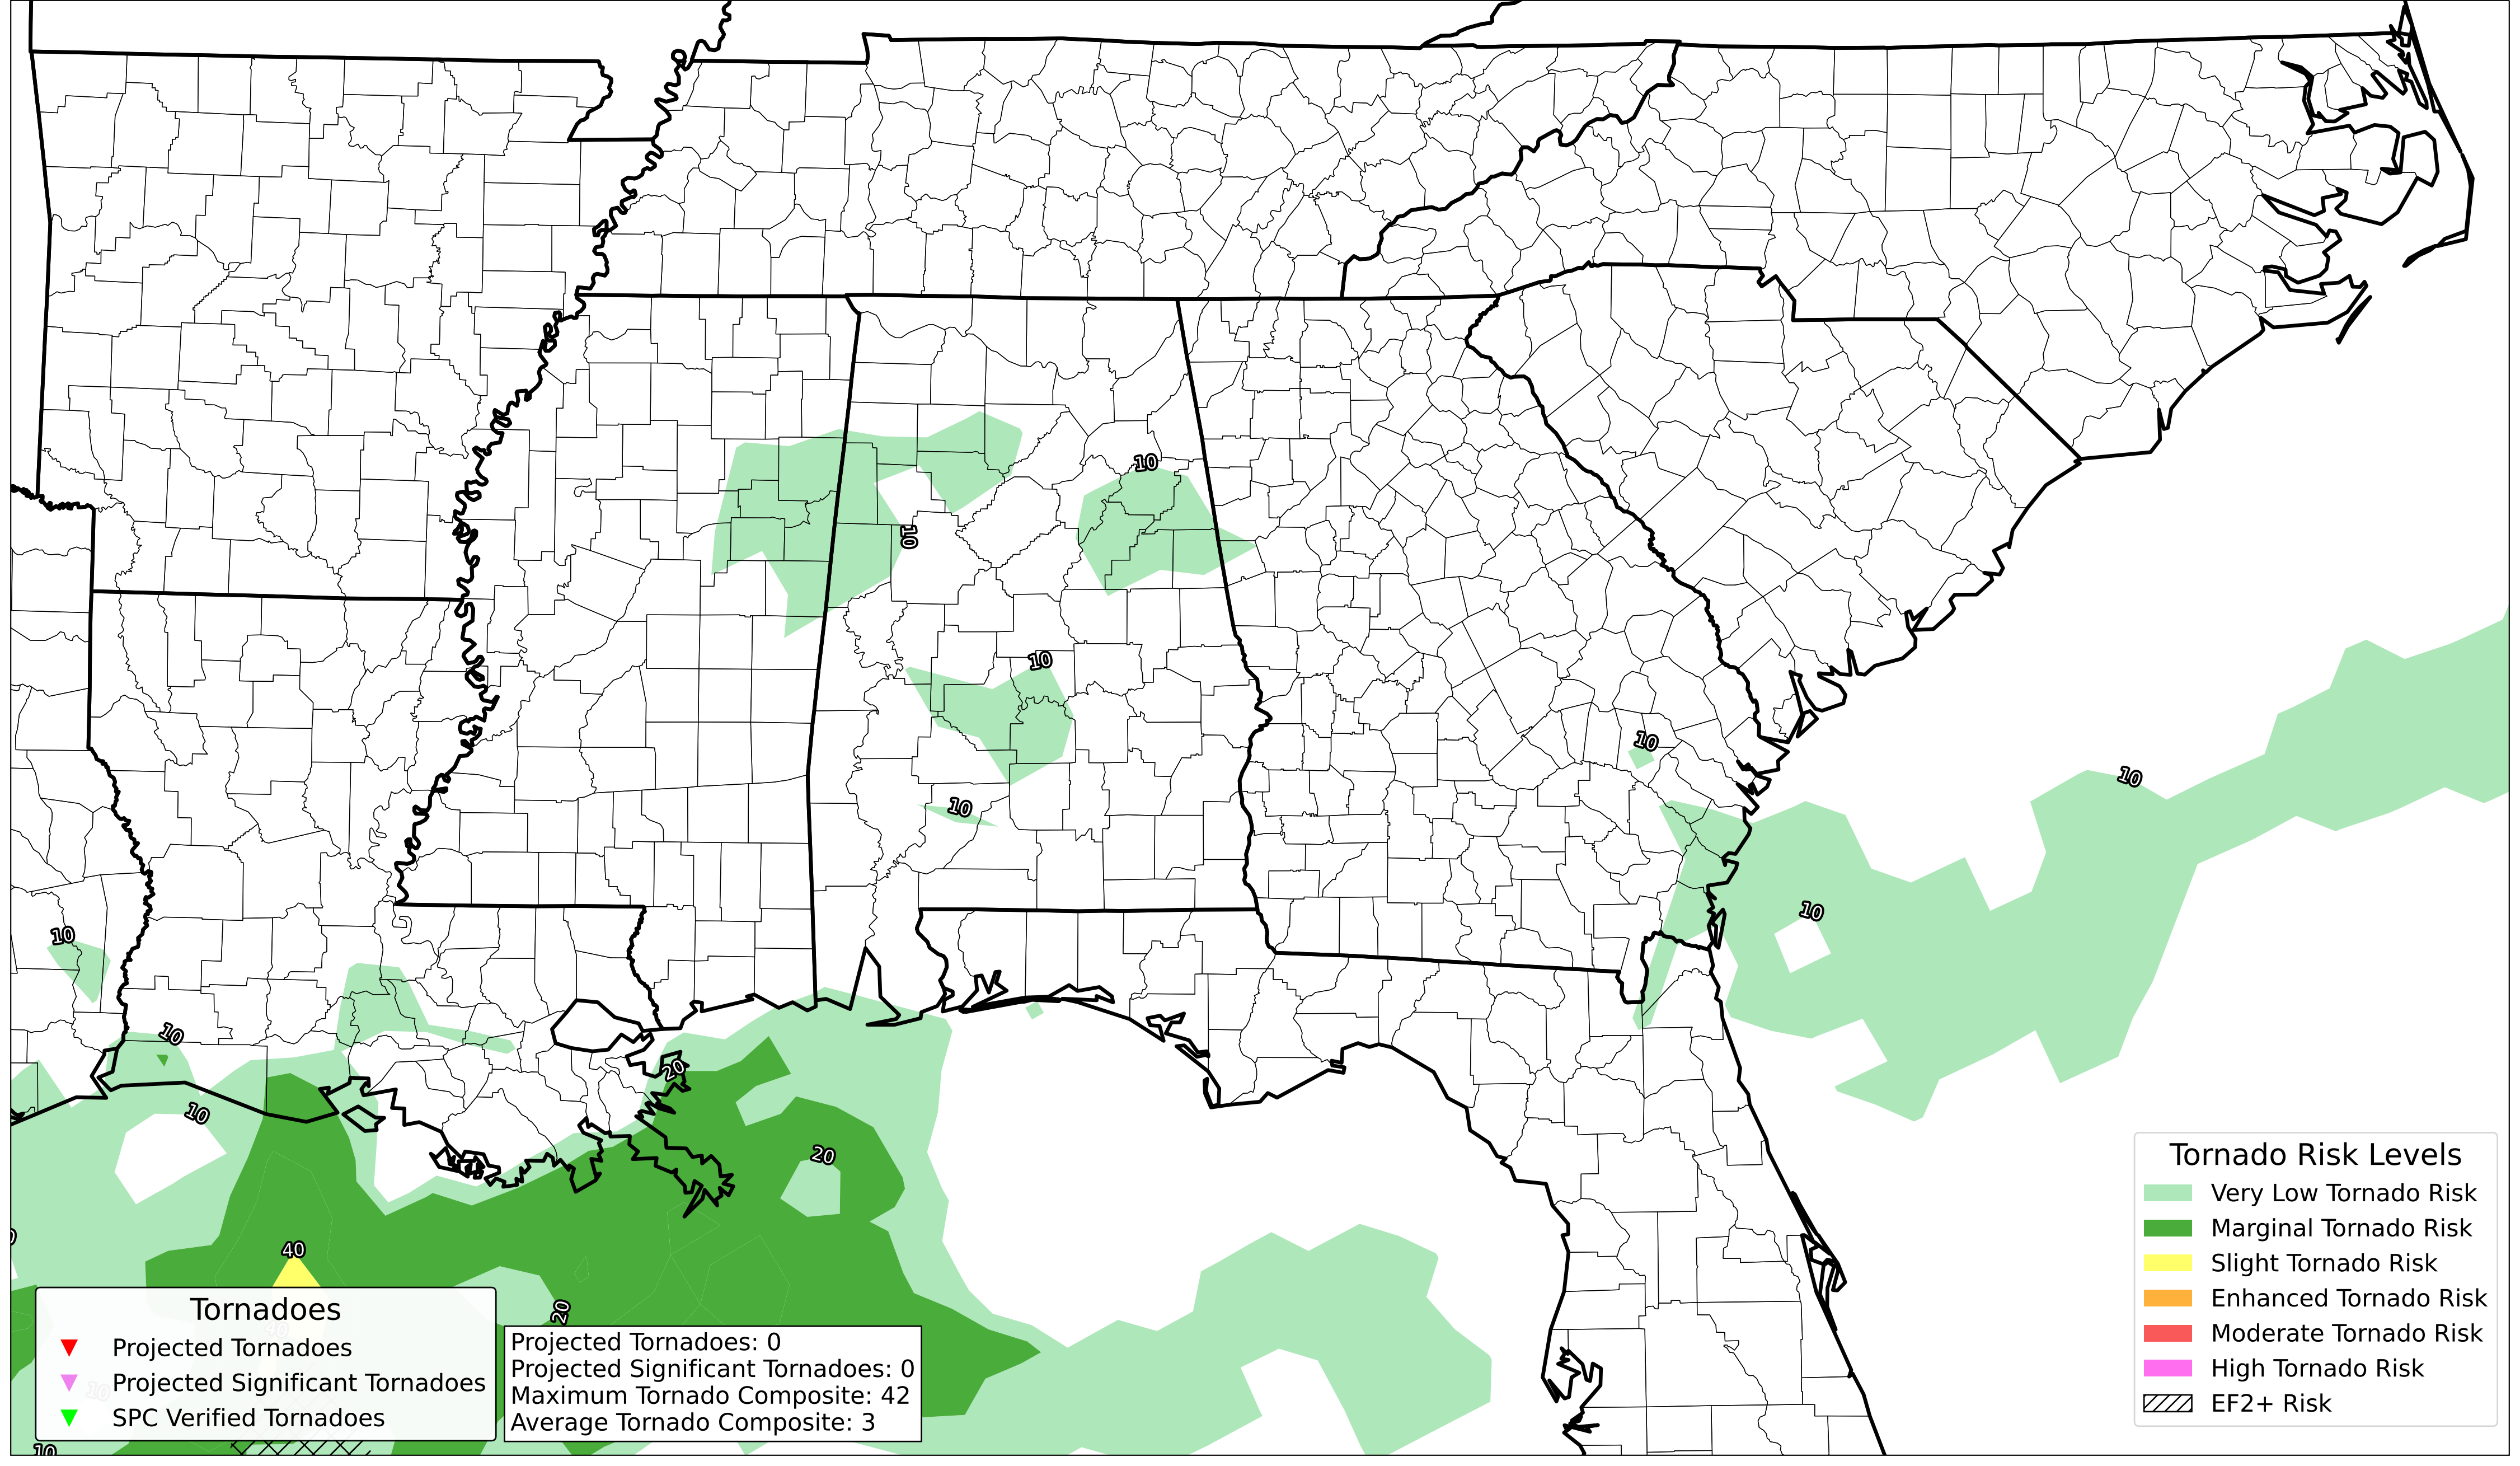 10
10
10
10
10
10
10
10
10
10
20
10
20
40
20
10
Tornadoes
Projected Tornadoes
Projected Significant Tornadoes
SPC Verified Tornadoes
10
Projected Tornadoes: 0
Projected Significant Tornadoes: 0
Maximum Tornado Composite: 42
Average Tornado Composite: 3
Tornado Risk Levels
Very Low Tornado Risk
Marginal Tornado Risk
Slight Tornado Risk
Enhanced Tornado Risk
Moderate Tornado Risk
High Tornado Risk
EF2+ Risk